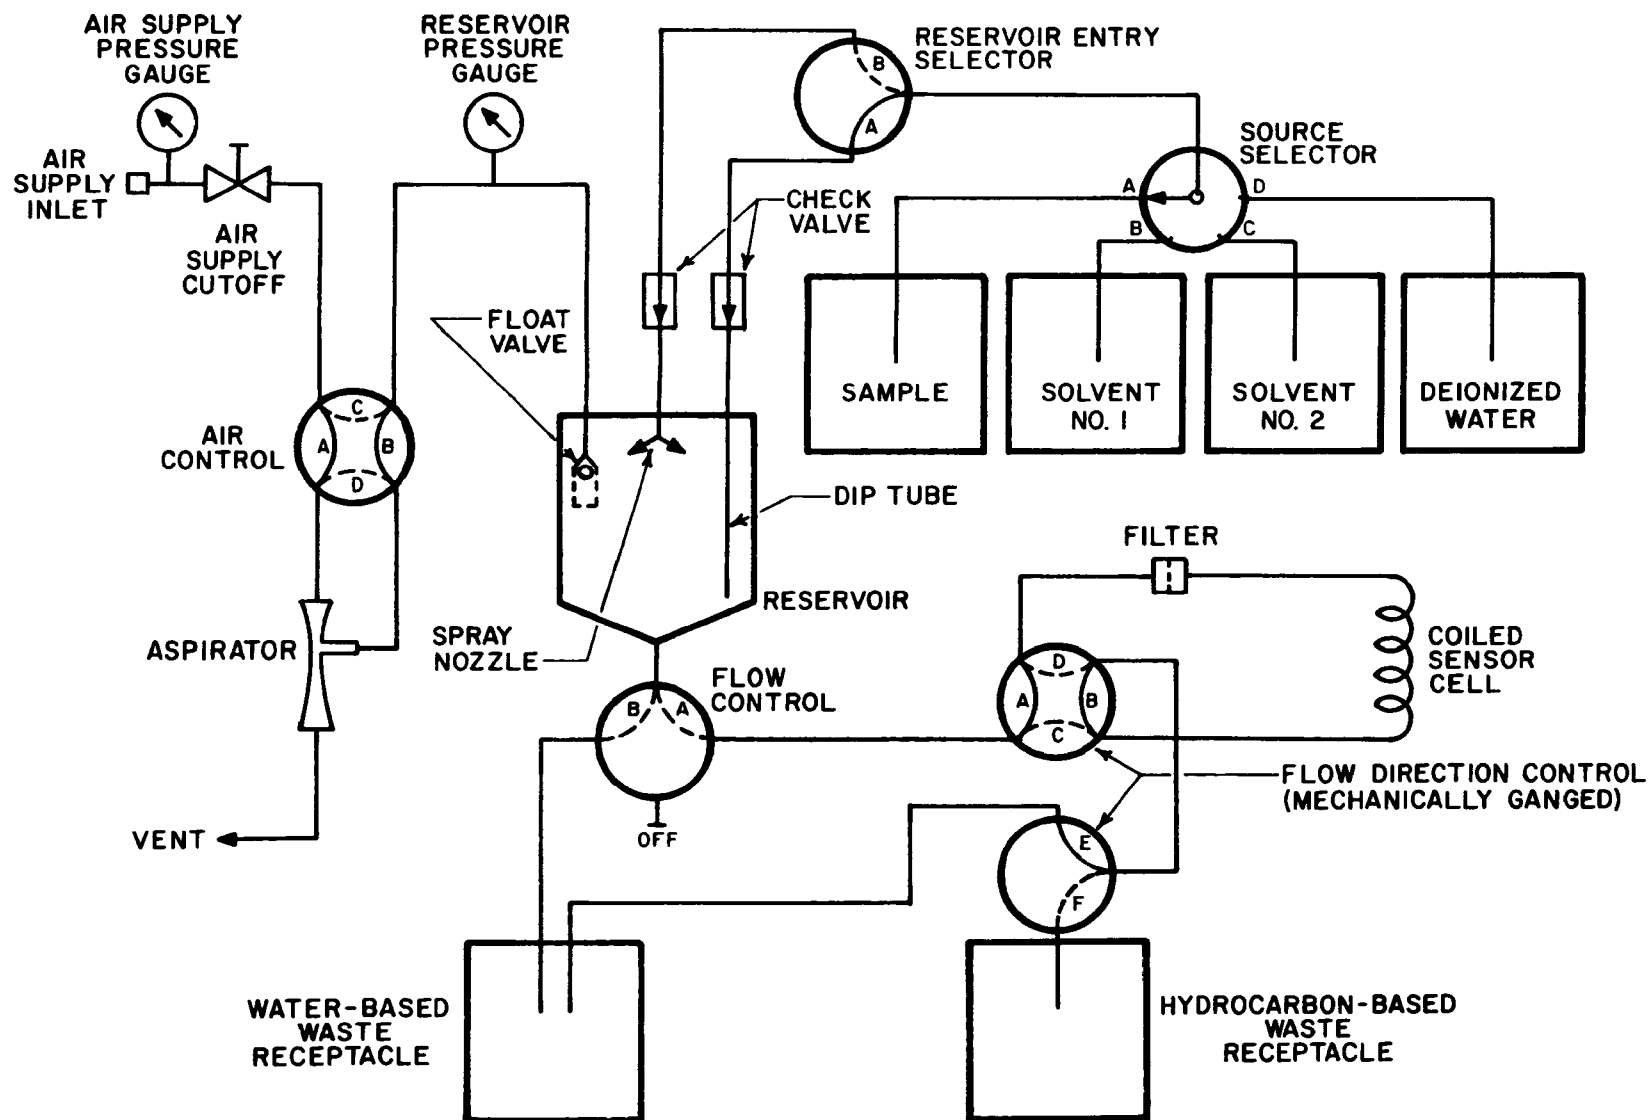 AIR SUPPLY
PRESSURE
GAUGE
RESERVOIR
PRESSURE
GAUGE
RESERVOIR ENTRY
SELECTOR
B
A
SOURCE
SELECTOR
A
D
B
C
AIR
SUPPLY
INLET
AIR
SUPPLY
CUTOFF
CHECK
VALVE
FLOAT
VALVE
SAMPLE
SOLVENT
NO. 1
SOLVENT
NO. 2
DEIONIZED
WATER
AIR
CONTROL
C
A
B
D
DIP TUBE
FILTER
RESERVOIR
ASPIRATOR
SPRAY
NOZZLE
FLOW
CONTROL
B
A
OFF
D
A
B
C
COILED
SENSOR
CELL
FLOW DIRECTION CONTROL
(MECHANICALLY GANGED)
VENT
E
F
WATER-BASED
WASTE
RECEPTACLE
HYDROCARBON-BASED
WASTE
RECEPTACLE